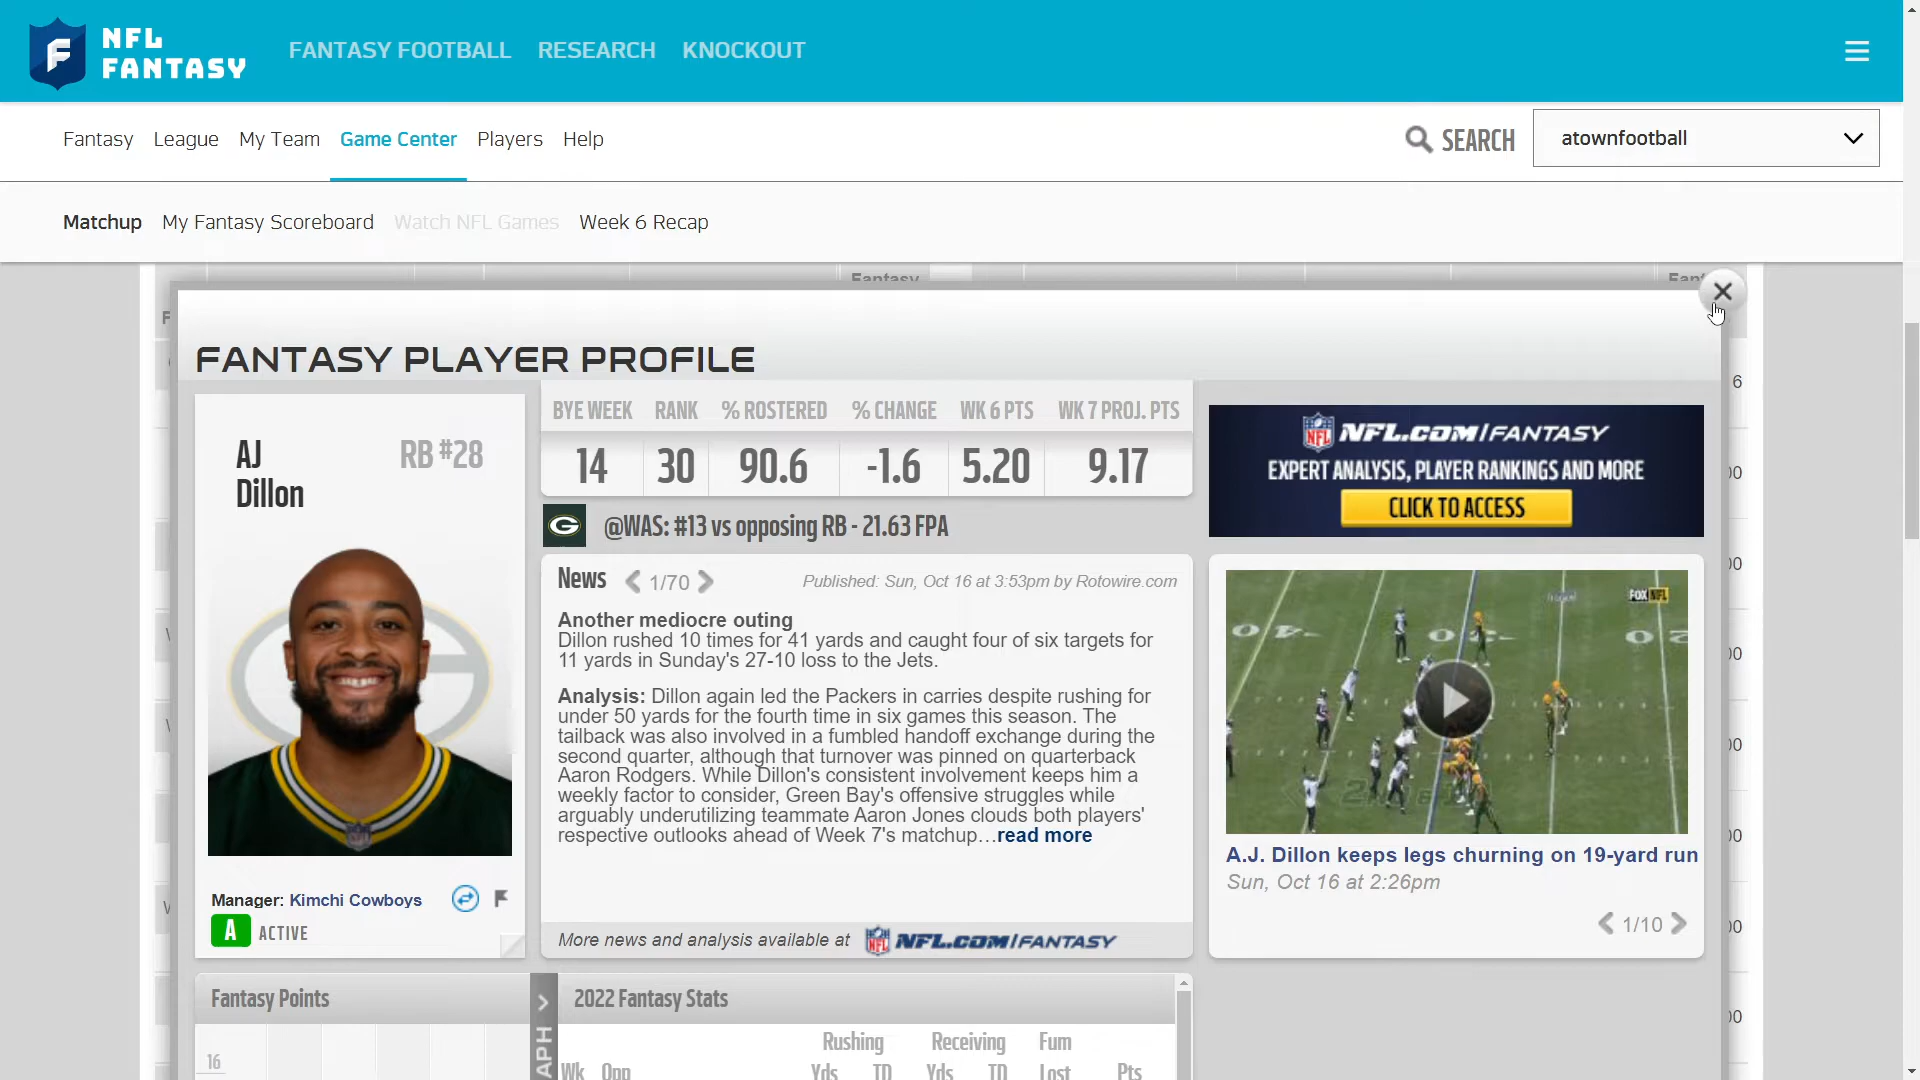 NFL
FANTASY
FANTASY FOOTBALL RESEARCH KNOCKOUT
Fantasy League My Team Game Center Players Help
SEARCH
atownfootball
Matchup My Fantasy Scoreboard Watch NFL Games Week 6 Recap
Fantasy
FANTASY PLAYER PROFILE
AJ
Dillon
RB #28
Manager: Kimchi Cowboys
A ACTIVE
BYE WEEK RANK % ROSTERED % CHANGE WK 6 PTS WK 7 PROJ. PTS
14 30 90.6 -1.6 5.20 9.17
@WAS: #13 vs opposing RB - 21.63 FPA
News 1/70 Published: Sun, Oct 16 at 3:53pm by Rotowire.com
Another mediocre outing
Dillon rushed 10 times for 41 yards and caught four of six targets for
11 yards in Sunday's 27-10 loss to the Jets.
Analysis: Dillon again led the Packers in carries despite rushing for
under 50 yards for the fourth time in six games this season. The
tailback was also involved in a fumbled handoff exchange during the
second quarter, although that turnover was pinned on quarterback
Aaron Rodgers. While Dillon's consistent involvement keeps him a
weekly factor to consider, Green Bay's offensive struggles while
arguably underutilizing teammate Aaron Jones clouds both players'
respective outlooks ahead of Week 7's matchup…read more
More news and analysis available at NFL.COM/FANTASY
NFL.COM/FANTASY
EXPERT ANALYSIS, PLAYER RANKINGS AND MORE
CLICK TO ACCESS
FOX NFL
A.J. Dillon keeps legs churning on 19-yard run
Sun, Oct 16 at 2:26pm
1/10
Fantasy Points
16
2022 Fantasy Stats
Rushing Receiving Fum
Wk Opp Yds TD Yds TD Lost Pts